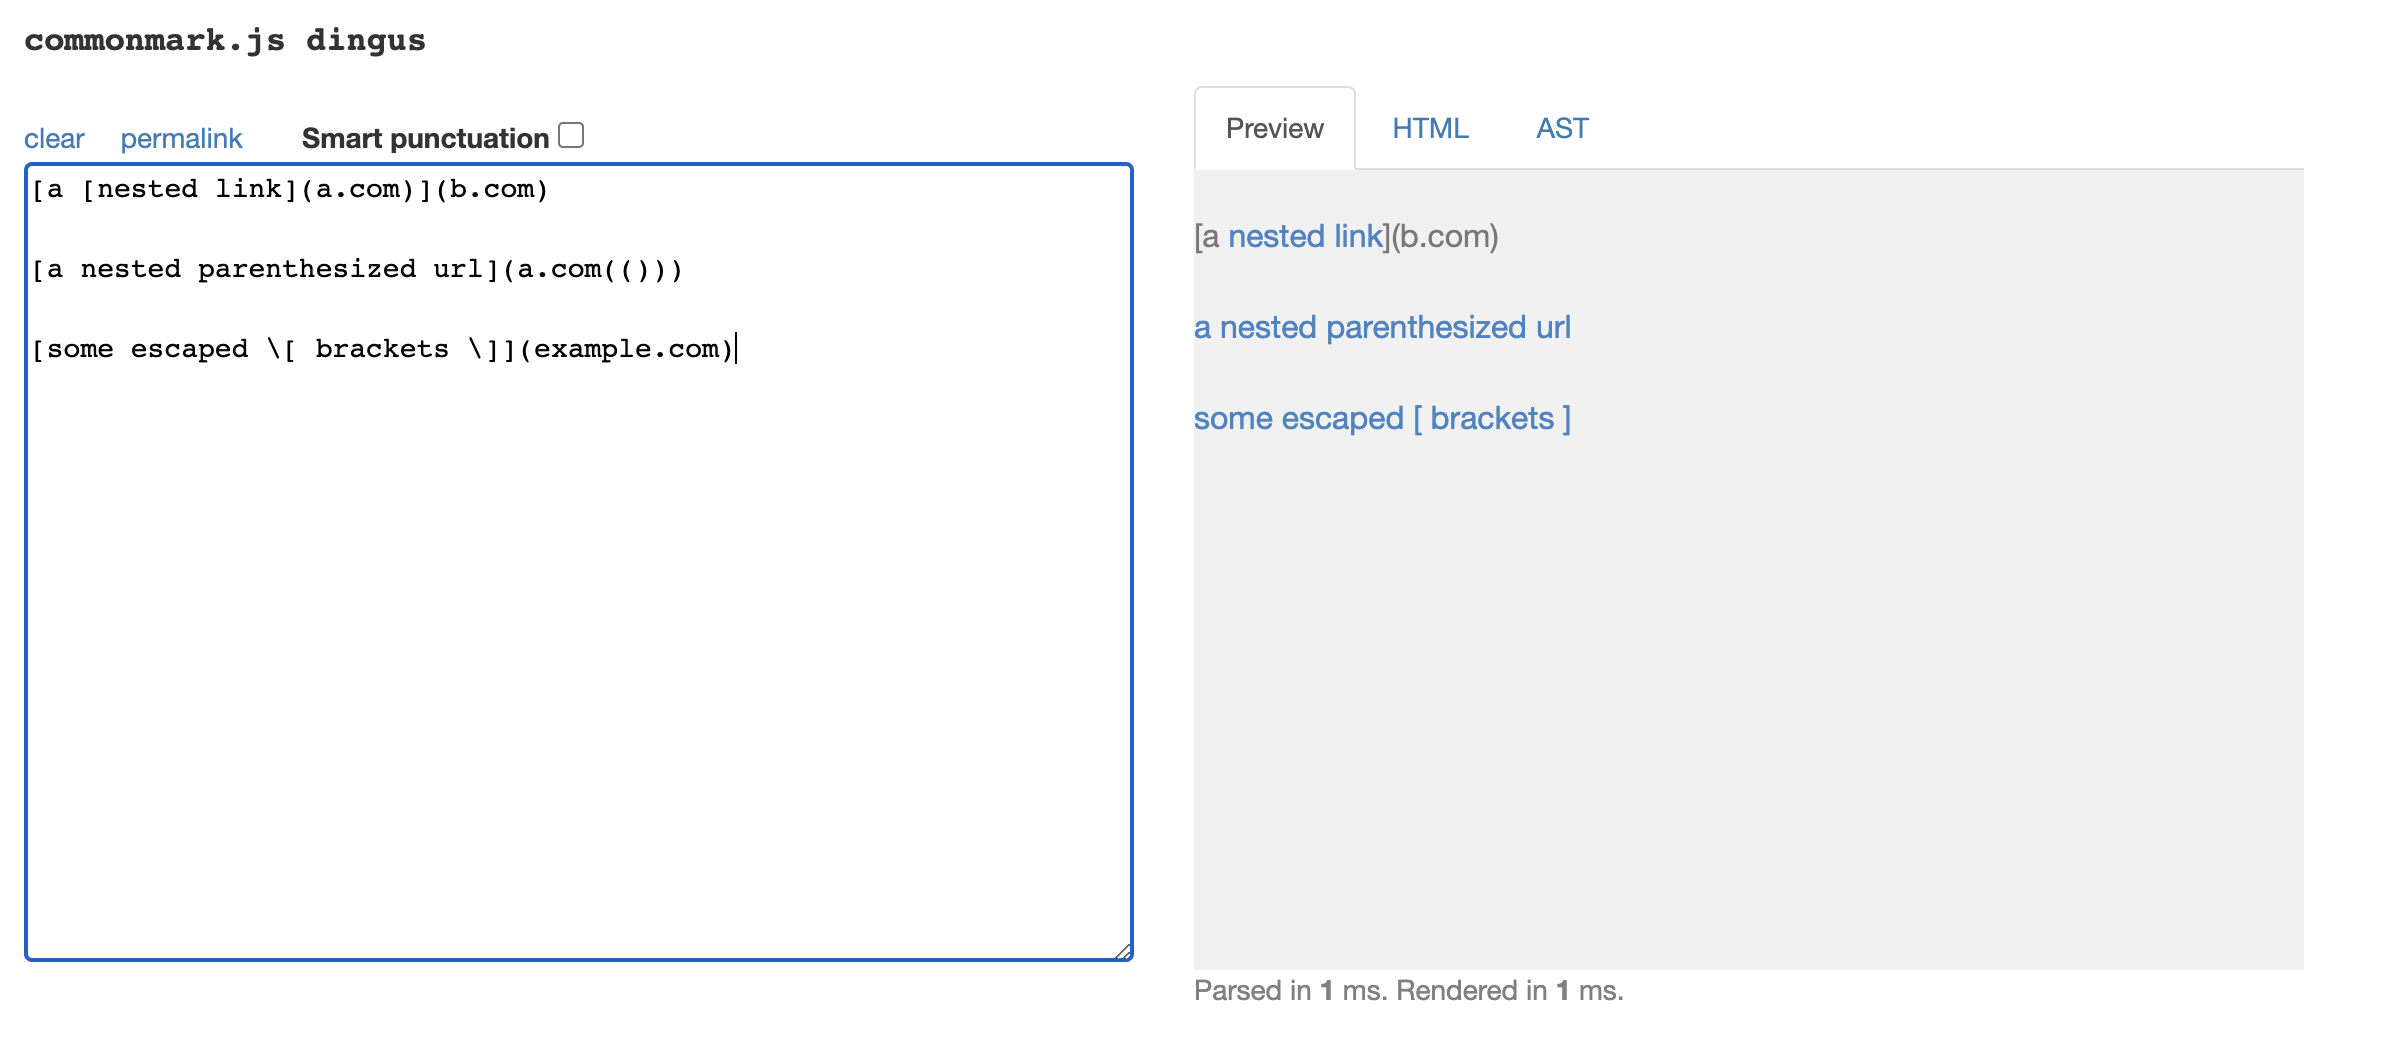 commonmark.js dingus
clear permalink Smart punctuation
[a [nested link](a.com)](b.com)
[a nested parenthesized url](a.com(()))
[some escaped \[ brackets \]](example.com)
Preview HTML AST
[a nested link](b.com)
a nested parenthesized url
some escaped [ brackets ]
Parsed in 1 ms. Rendered in 1 ms.